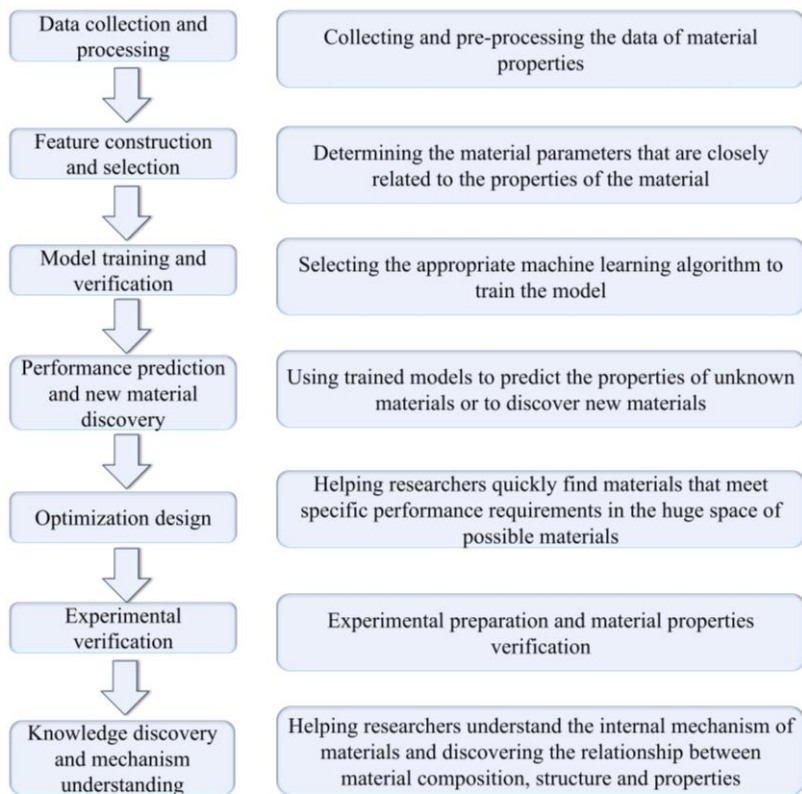 Data collection and
processing
Collecting and pre-processing the data of material
properties
Feature construction
and selection
Determining the material parameters that are closely
related to the properties of the material
Model training and
verification
Selecting the appropriate machine learning algorithm to
train the model
Performance prediction
and new material
discovery
Using trained models to predict the properties of unknown
materials or to discover new materials
Optimization design
Helping researchers quickly find materials that meet
specific performance requirements in the huge space of
possible materials
Experimental
verification
Experimental preparation and material properties
verification
Knowledge discovery
and mechanism
understanding
Helping researchers understand the internal mechanism of
materials and discovering the relationship between
material composition, structure and properties